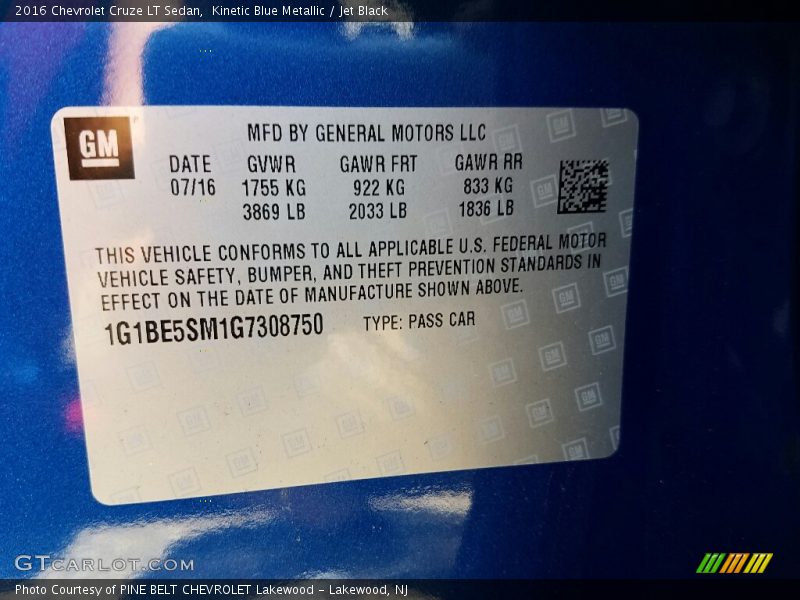 2016 Chevrolet Cruze LT Sedan,  Kinetic Blue Metallic / Jet Black
GM
MFD BY GENERAL MOTORS LLC
DATE GVWR GAWR FRT GAWR RR
07/16 1755 KG 922 KG 833 KG
3869 LB 2033 LB 1836 LB
THIS VEHICLE CONFORMS TO ALL APPLICABLE U.S. FEDERAL MOTOR
VEHICLE SAFETY, BUMPER, AND THEFT PREVENTION STANDARDS IN
EFFECT ON THE DATE OF MANUFACTURE SHOWN ABOVE.
1G1BE5SM1G7308750 TYPE: PASS CAR
GTCARLOT.COM
Photo Courtesy of PINE BELT CHEVROLET Lakewood - Lakewood, NJ